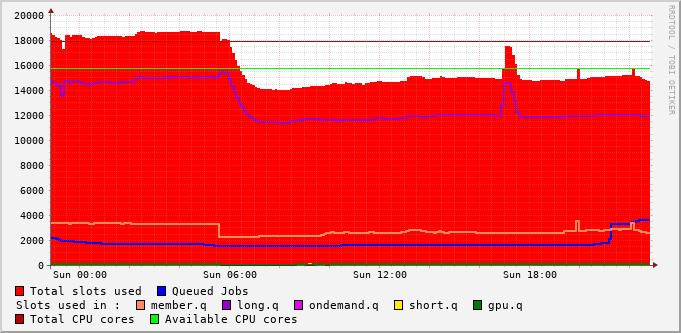 20000
18000
16000
14000
12000
10000
8000
6000
4000
2000
0
Sun 00:00 Sun 06:00 Sun 12:00 Sun 18:00
RRDTOOL / TOBI OETIKER
Total slots used Queued Jobs
Slots used in : member.q long.q ondemand.q short.q gpu.q
Total CPU cores Available CPU cores